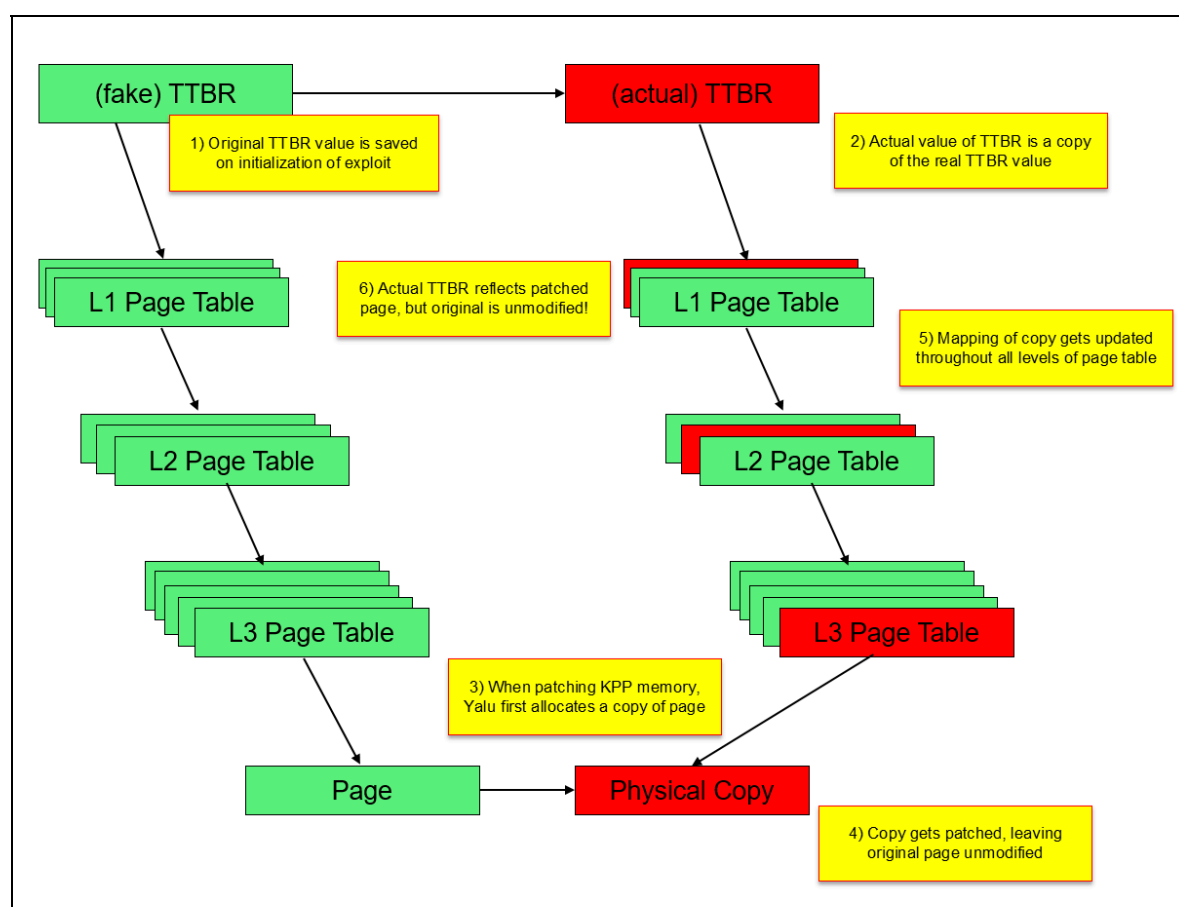 (fake) TTBR
(actual) TTBR
1) Original TTBR value is saved
on initialization of exploit
2) Actual value of TTBR is a copy
of the real TTBR value
L1 Page Table
6) Actual TTBR reflects patched
page, but original is unmodified!
L1 Page Table
5) Mapping of copy gets updated
throughout all levels of page table
L2 Page Table
L2 Page Table
L3 Page Table
L3 Page Table
3) When patching KPP memory,
Yalu first allocates a copy of page
Page
Physical Copy
4) Copy gets patched, leaving
original page unmodified